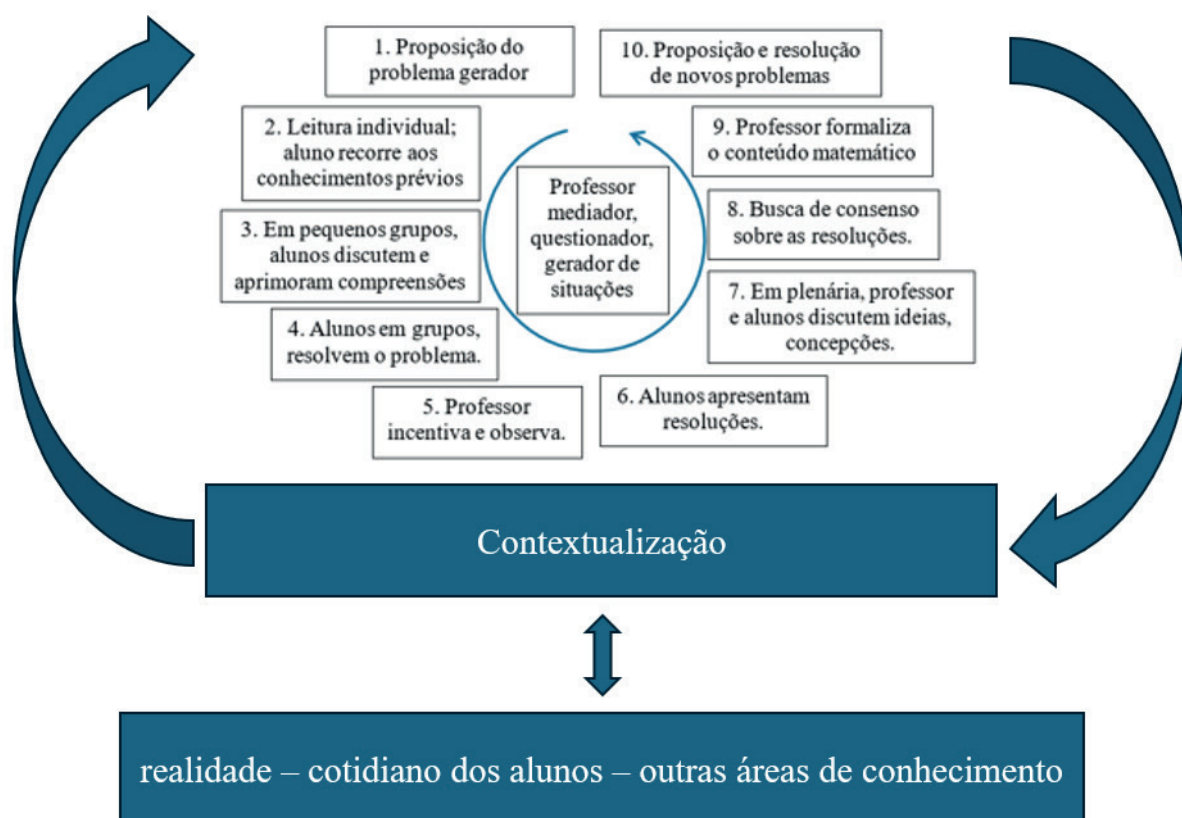 1. Proposição do
problema gerador
2. Leitura individual;
aluno recorre aos
conhecimentos prévios
3. Em pequenos grupos,
alunos discutem e
aprimoram compreensões
4. Alunos em grupos,
resolvem o problema.
5. Professor
incentiva e observa.
6. Alunos apresentam
resoluções.
7. Em plenária, professor
e alunos discutem ideias,
concepções.
8. Busca de consenso
sobre as resoluções.
9. Professor formaliza
o conteúdo matemático
10. Proposição e resolução
de novos problemas
Professor
mediador,
questionador,
gerador de
situações
Contextualização
realidade – cotidiano dos alunos – outras áreas de conhecimento